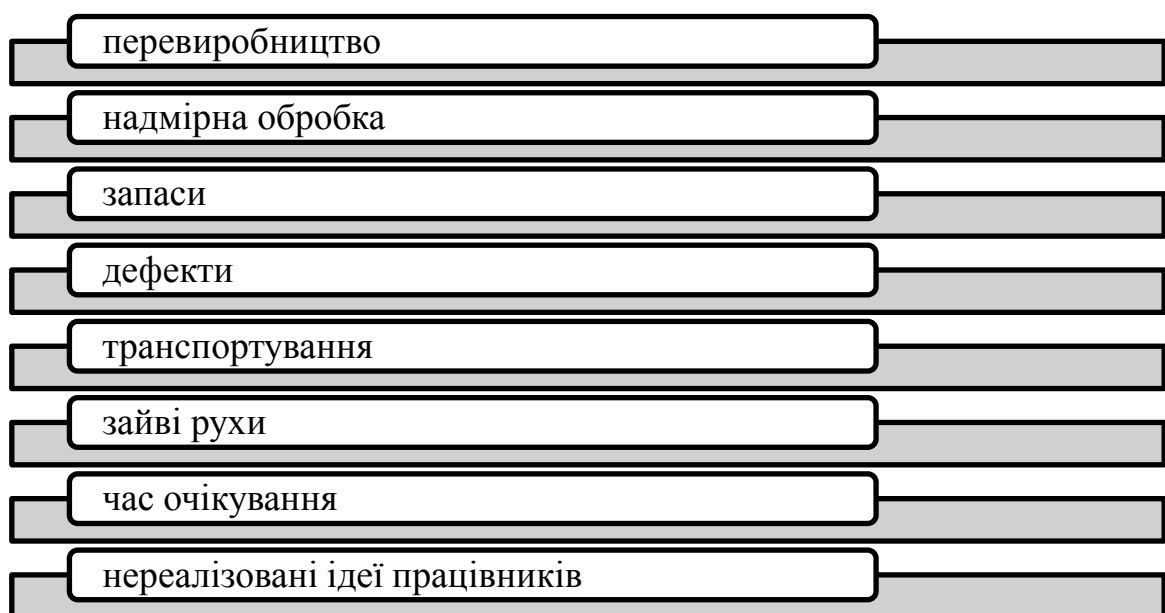 перевиробництво
надмірна обробка
запаси
дефекти
транспортування
зайві рухи
час очікування
нереалізовані ідеї працівників